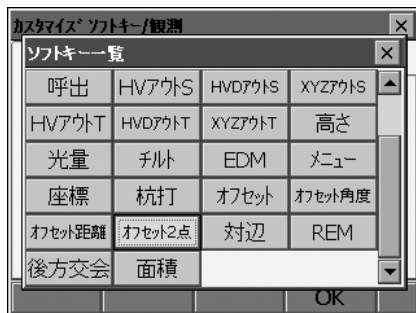 カスタマイズ ソフトキー/観測
ソフトキー一覧
呼出 HVアウトS HVDアウトS XYZアウトS
HVアウトT HVDアウトT XYZアウトT 高さ
光量 チルト EDM メニュー
座標 杭打 オフセット オフセット角度
オフセット距離 オフセット2点 対辺 REM
後方交会 面積
OK